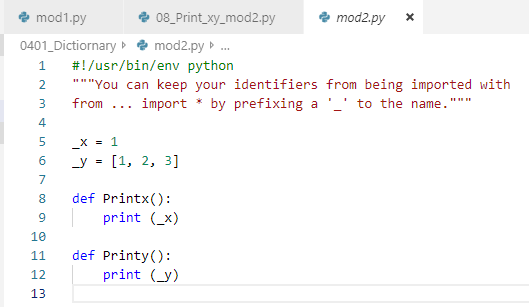 mod1.py 08_Print_xy_mod2.py mod2.py ×
0401_Dictiornary > mod2.py > ...
1 #!/usr/bin/env python
2 """You can keep your identifiers from being imported with
3 from ... import * by prefixing a '_' to the name."""
4
5 _x = 1
6 _y = [1, 2, 3]
7
8 def Printx():
9 print (_x)
10
11 def Printy():
12 print (_y)
13